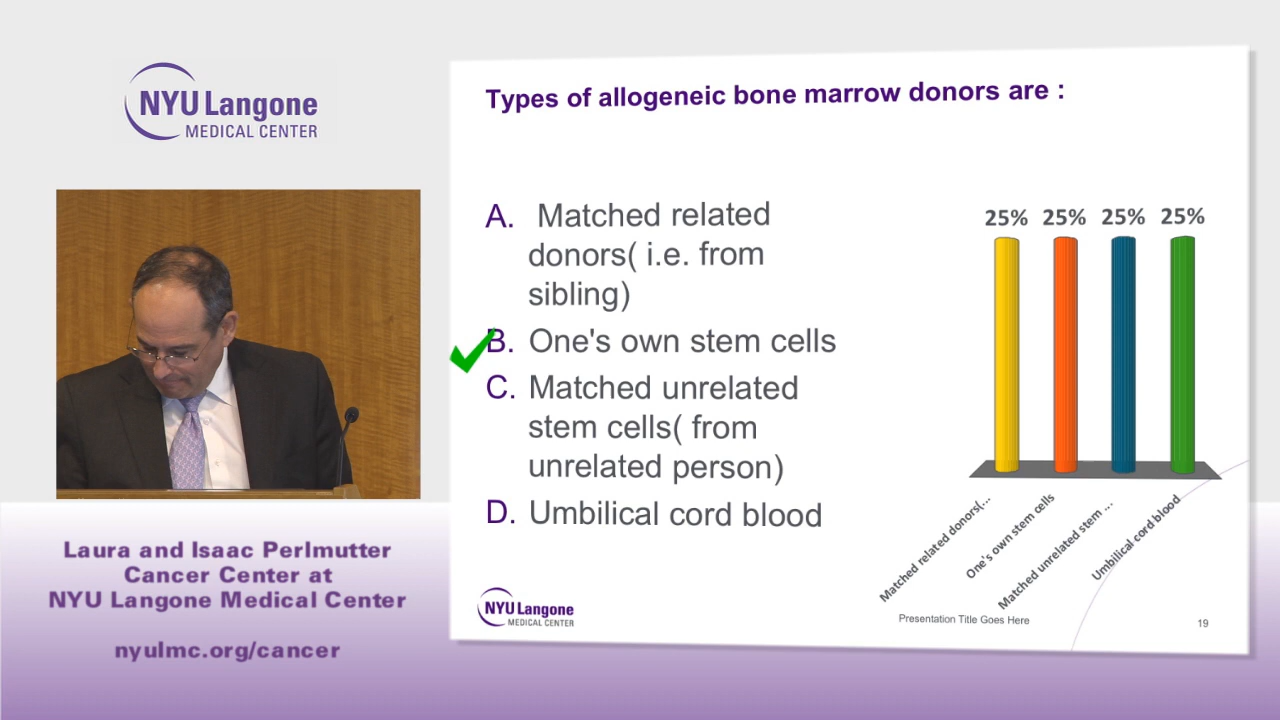 NYU Langone
MEDICAL CENTER
Laura and Isaac Perlmutter
Cancer Center at
NYU Langone Medical Center
nyulmc.org/cancer
Types of allogeneic bone marrow donors are :
A. Matched related
donors( i.e. from
sibling)
B. One's own stem cells
C. Matched unrelated
stem cells( from
unrelated person)
D. Umbilical cord blood
25% 25% 25% 25%
Matched related donors(...
One's own stem cells
Matched unrelated stem ...
Umbilical cord blood
NYU Langone
MEDICAL CENTER
Presentation Title Goes Here
19